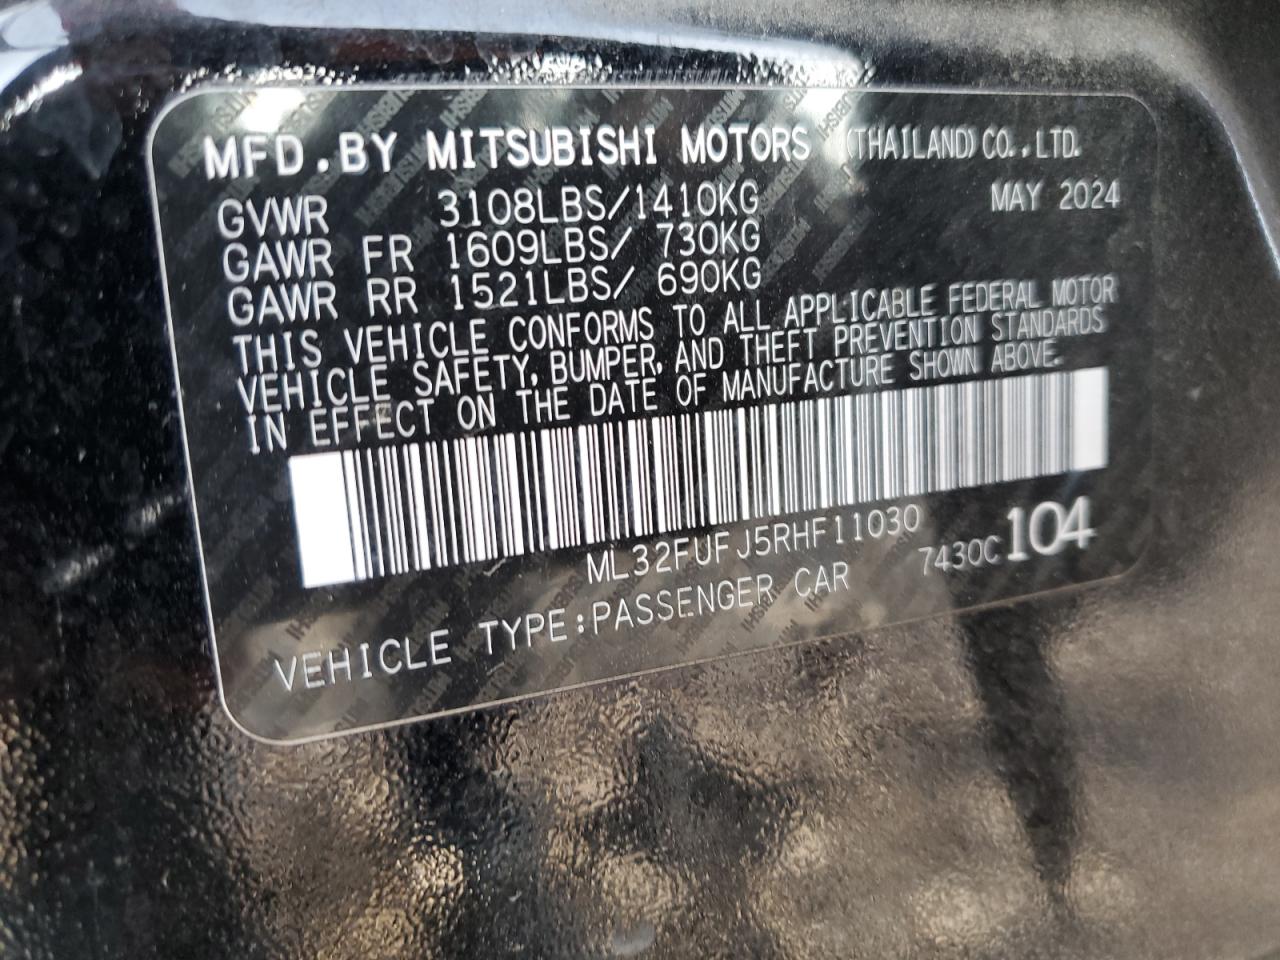 MFD.BY MITSUBISHI MOTORS (THAILAND) CO.,LTD.
GVWR 3108LBS/1410KG MAY 2024
GAWR FR 1609LBS/ 730KG
GAWR RR 1521LBS/ 690KG
THIS VEHICLE CONFORMS TO ALL APPLICABLE FEDERAL MOTOR
VEHICLE SAFETY, BUMPER, AND THEFT PREVENTION STANDARDS
IN EFFECT ON THE DATE OF MANUFACTURE SHOWN ABOVE.
ML32FUFJ5RHF11030
VEHICLE TYPE:PASSENGER CAR 7430C 104